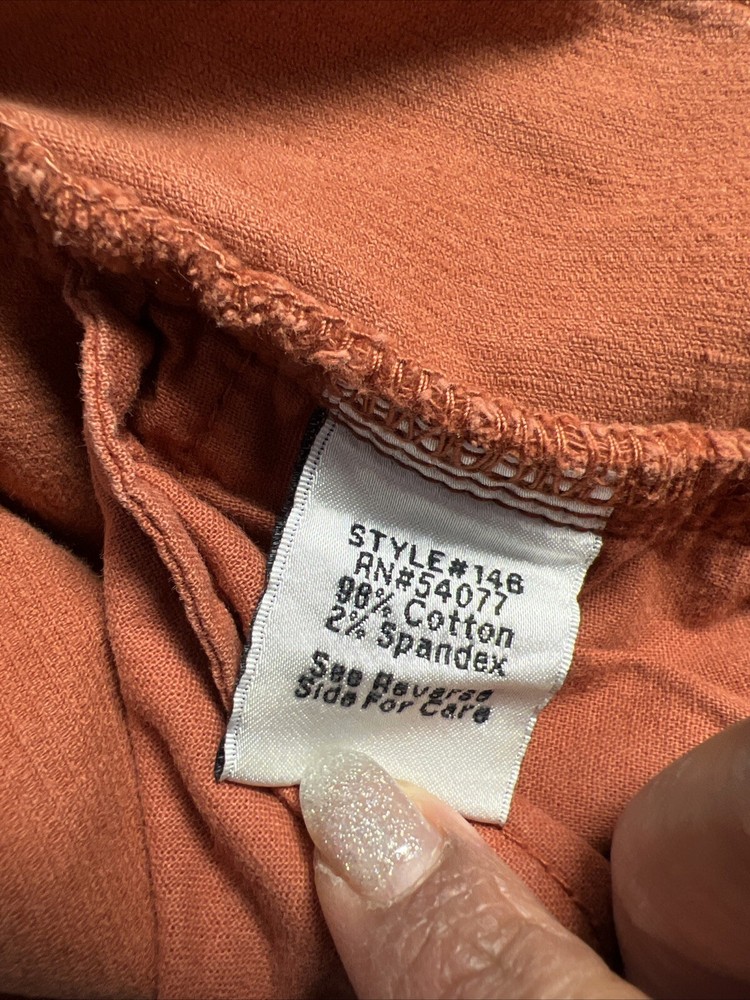 STYLE#146
RN#54077
98% Cotton
2% Spandex
See Reverse
Side For Care